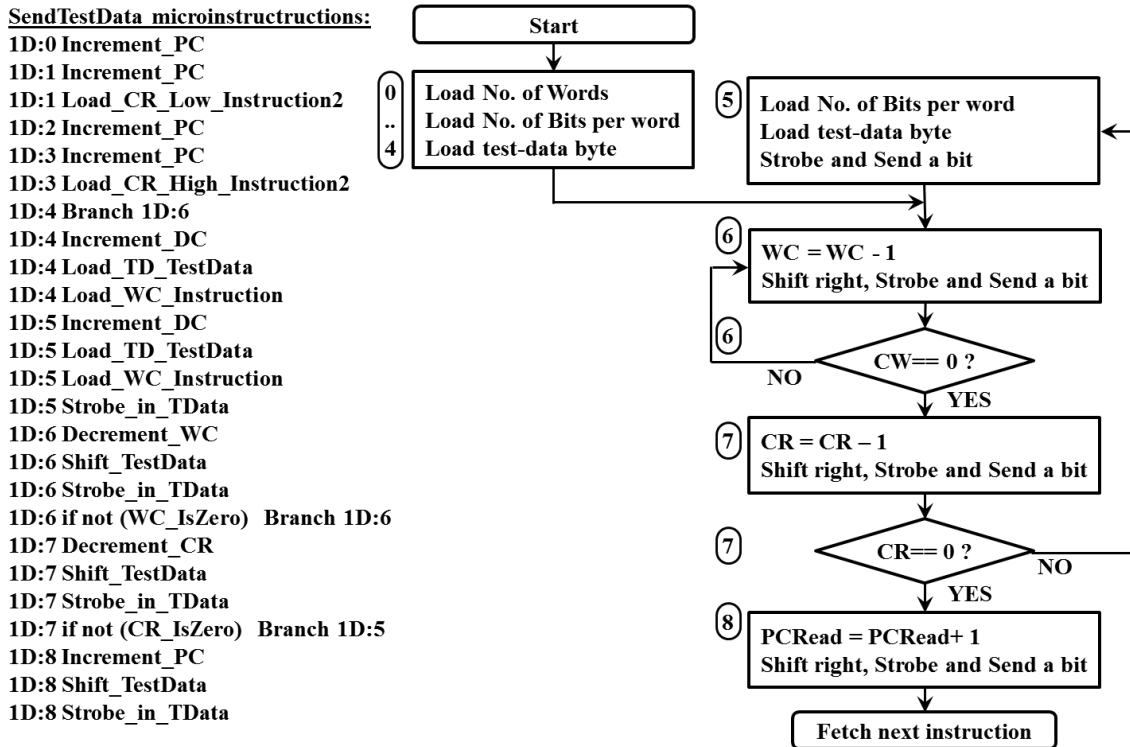 SendTestData microinstructructions:
1D:0 Increment_PC
1D:1 Increment_PC
1D:1 Load_CR_Low_Instruction2
1D:2 Increment_PC
1D:3 Increment_PC
1D:3 Load_CR_High_Instruction2
1D:4 Branch 1D:6
1D:4 Increment_DC
1D:4 Load_TD_TestData
1D:4 Load_WC_Instruction
1D:5 Increment_DC
1D:5 Load_TD_TestData
1D:5 Load_WC_Instruction
1D:5 Strobe_in_TData
1D:6 Decrement_WC
1D:6 Shift_TestData
1D:6 Strobe_in_TData
1D:6 if not (WC_IsZero) Branch 1D:6
1D:7 Decrement_CR
1D:7 Shift_TestData
1D:7 Strobe_in_TData
1D:7 if not (CR_IsZero) Branch 1D:5
1D:8 Increment_PC
1D:8 Shift_TestData
1D:8 Strobe_in_TData
Start
0
..
4
Load No. of Words
Load No. of Bits per word
Load test-data byte
5
Load No. of Bits per word
Load test-data byte
Strobe and Send a bit
6
WC = WC - 1
Shift right, Strobe and Send a bit
6
CW== 0 ?
NO
YES
7
CR = CR – 1
Shift right, Strobe and Send a bit
7
CR== 0 ?
NO
YES
8
PCRead = PCRead+ 1
Shift right, Strobe and Send a bit
Fetch next instruction